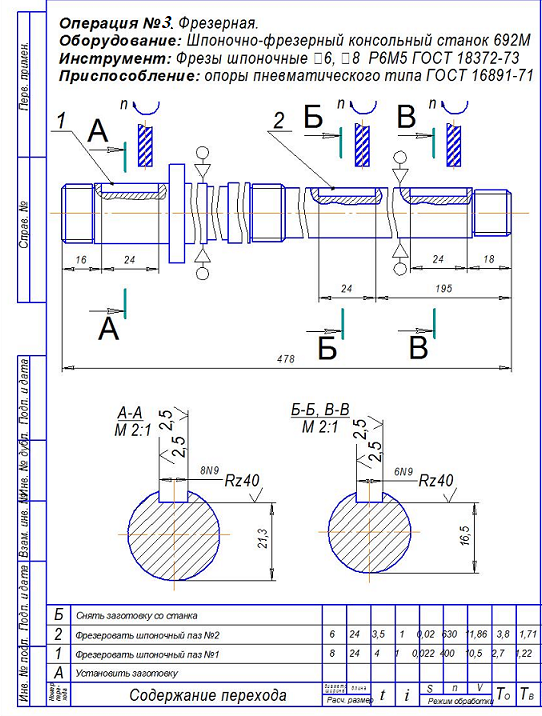 Операция №3. Фрезерная.
Оборудование: Шпоночно-фрезерный консольный станок 692М
Инструмент: Фрезы шпоночные □6, □8 Р6М5 ГОСТ 18372-73
Приспособление: опоры пневматического типа ГОСТ 16891-71
Перв. примен.
Справ. №
Подп. и дата
Инв. № дубл.
Взам. инв. №
Подп. и дата
Инв. № подл.
n n n
1 А 2 Б В
16 24 24 18
24 195
А Б В
478
А-А
М 2:1
2,5 2,5
8N9
Rz40
21,3
Б-Б, В-В
М 2:1
2,5 2,5
6N9
Rz40
16,5
Б Снять заготовку со станка
2 Фрезеровать шпоночный паз №2 6 24 3,5 1 0,02 630 11,86 3,8 1,71
1 Фрезеровать шпоночный паз №1 8 24 4 1 0,022 400 10,5 2,7 1,22
А Установить заготовку
Номер перехода Содержание перехода длина Расч. размер t i S n V Режим обработки То Тв